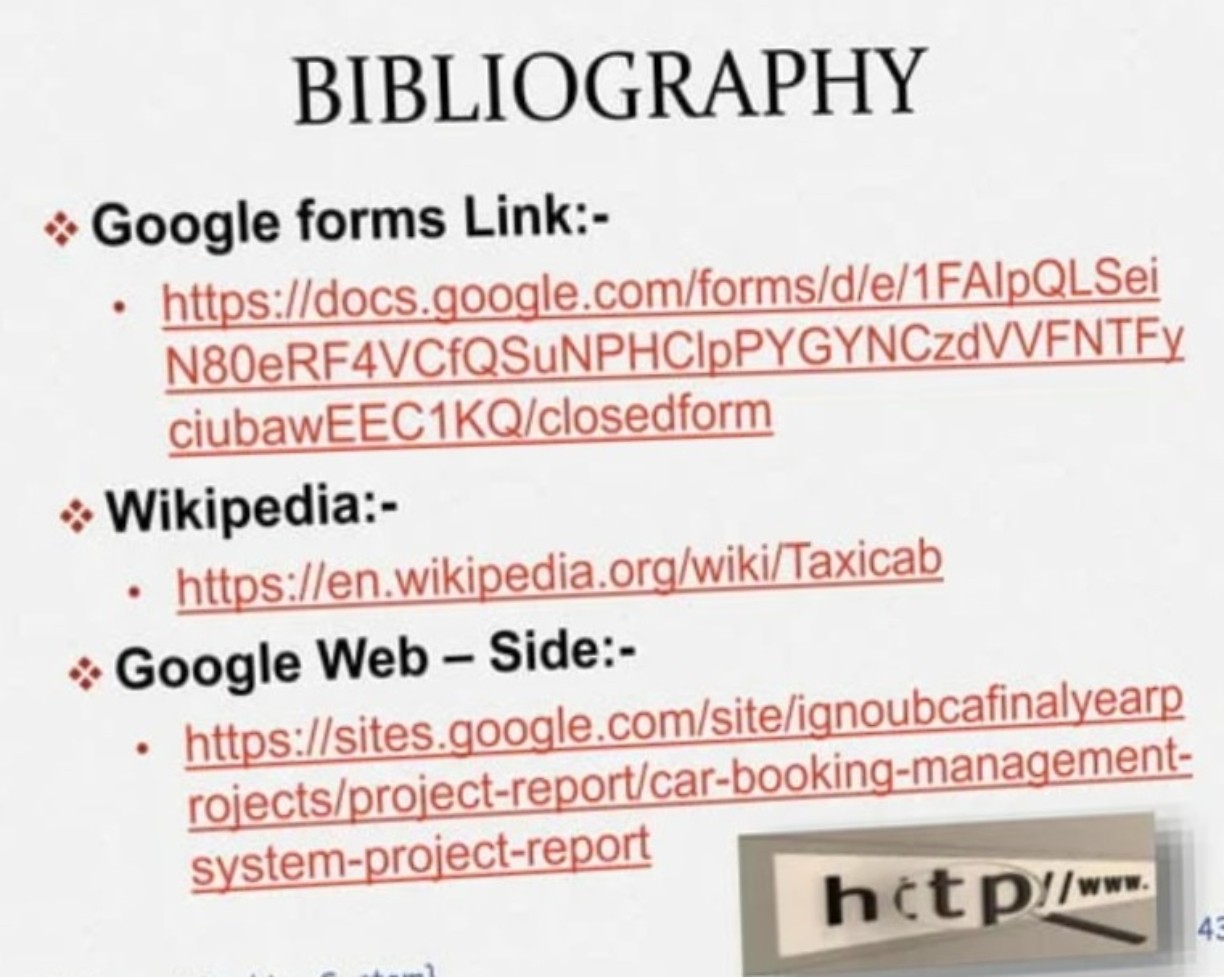 BIBLIOGRAPHY
Google forms Link:-
https://docs.google.com/forms/d/e/1FAIpQLSei
N80eRF4VCfQSuNPHClpPYGYNCzdVVFNTFy
ciubawEEC1KQ/closedform
Wikipedia:-
https://en.wikipedia.org/wiki/Taxicab
Google Web – Side:-
https://sites.google.com/site/ignoubcafinalyearp
rojects/project-report/car-booking-management-
system-project-report
http//www.
43